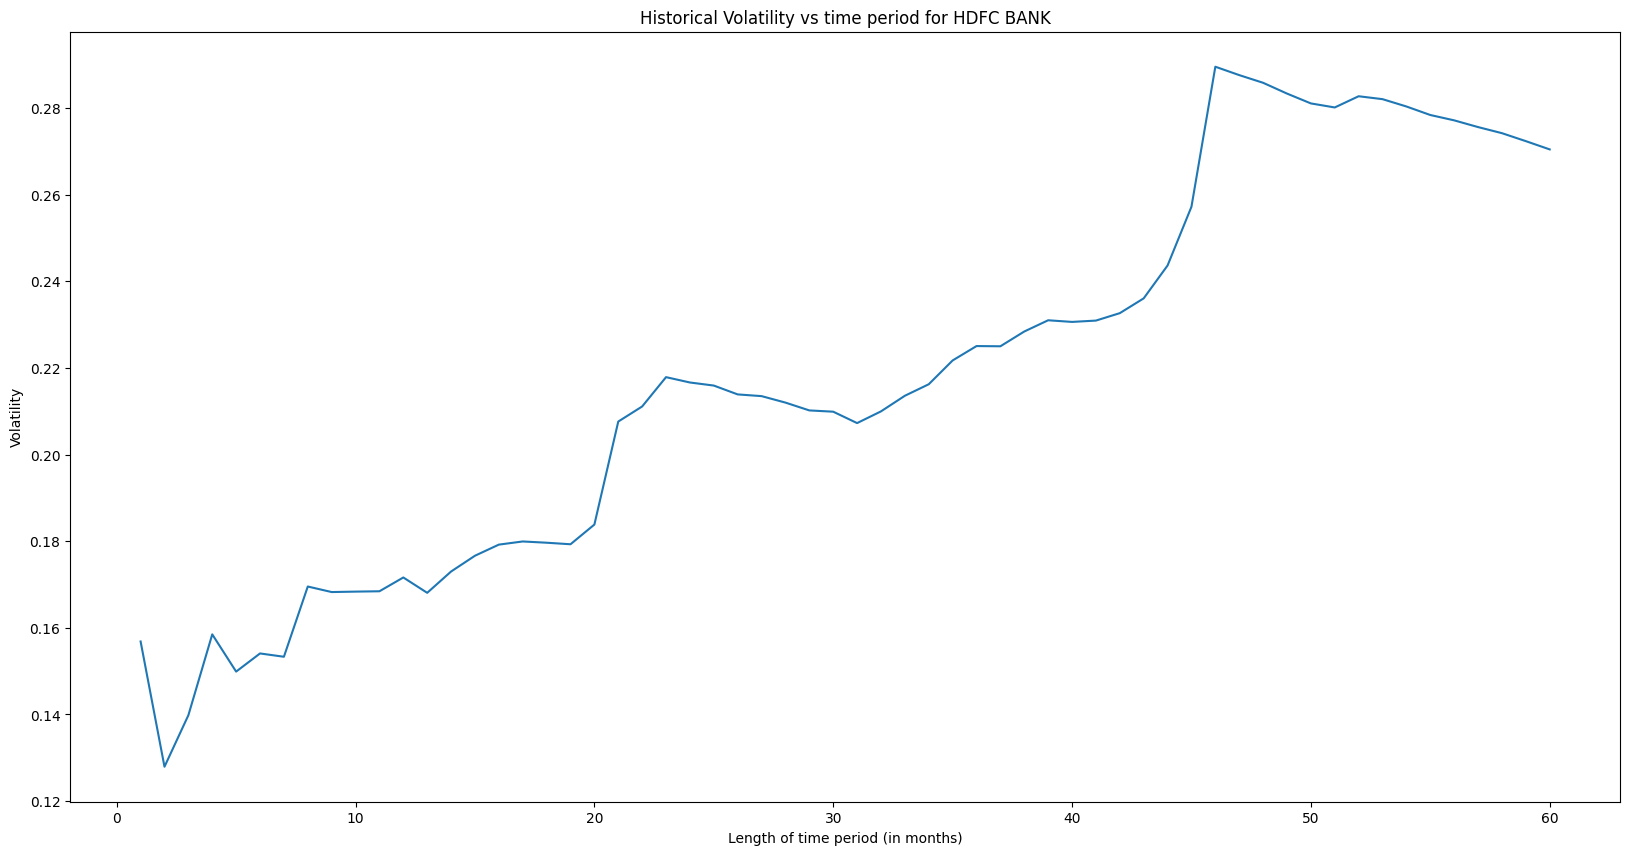 Historical Volatility vs time period for HDFC BANK
0.28
0.26
0.24
0.22
0.20
0.18
0.16
0.14
0.12
Volatility
0 10 20 30 40 50 60
Length of time period (in months)